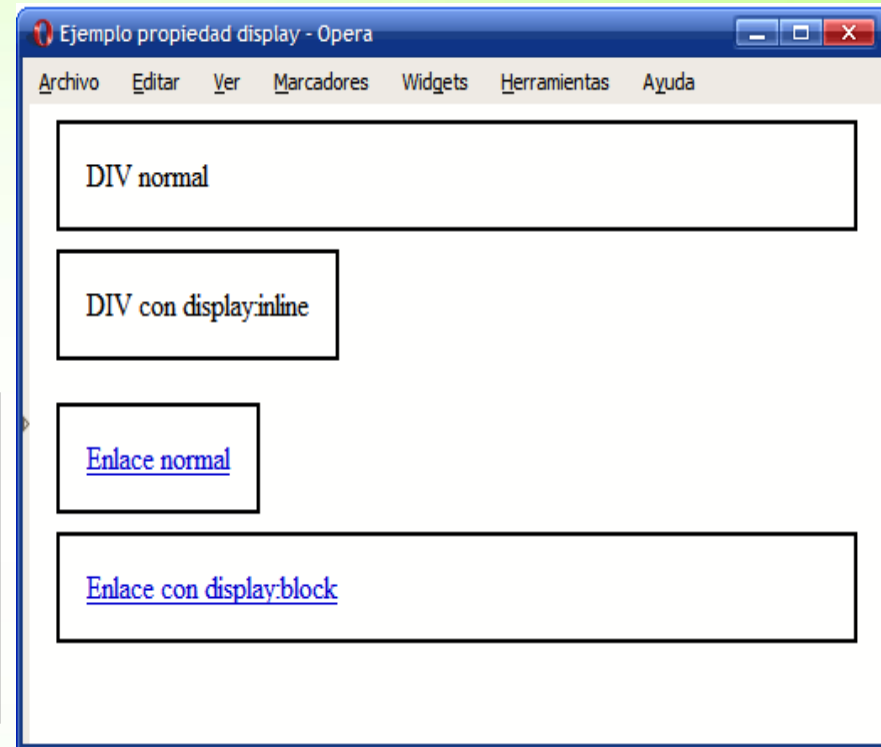 Ejemplo propiedad display - Opera
Archivo Editar Ver Marcadores Widgets Herramientas Ayuda
DIV normal
DIV con display:inline
Enlace normal
Enlace con display:block